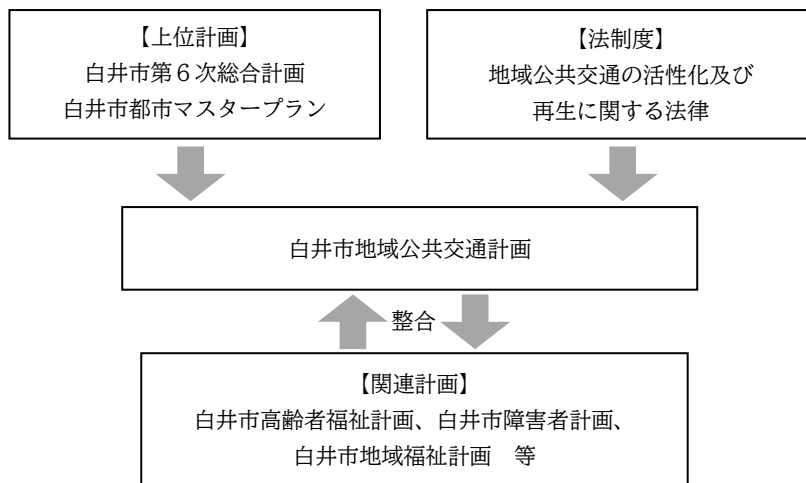 【上位計画】
白井市第６次総合計画
白井市都市マスタープラン
【法制度】
地域公共交通の活性化及び
再生に関する法律
白井市地域公共交通計画
整合
【関連計画】
白井市高齢者福祉計画、白井市障害者計画、
白井市地域福祉計画　等